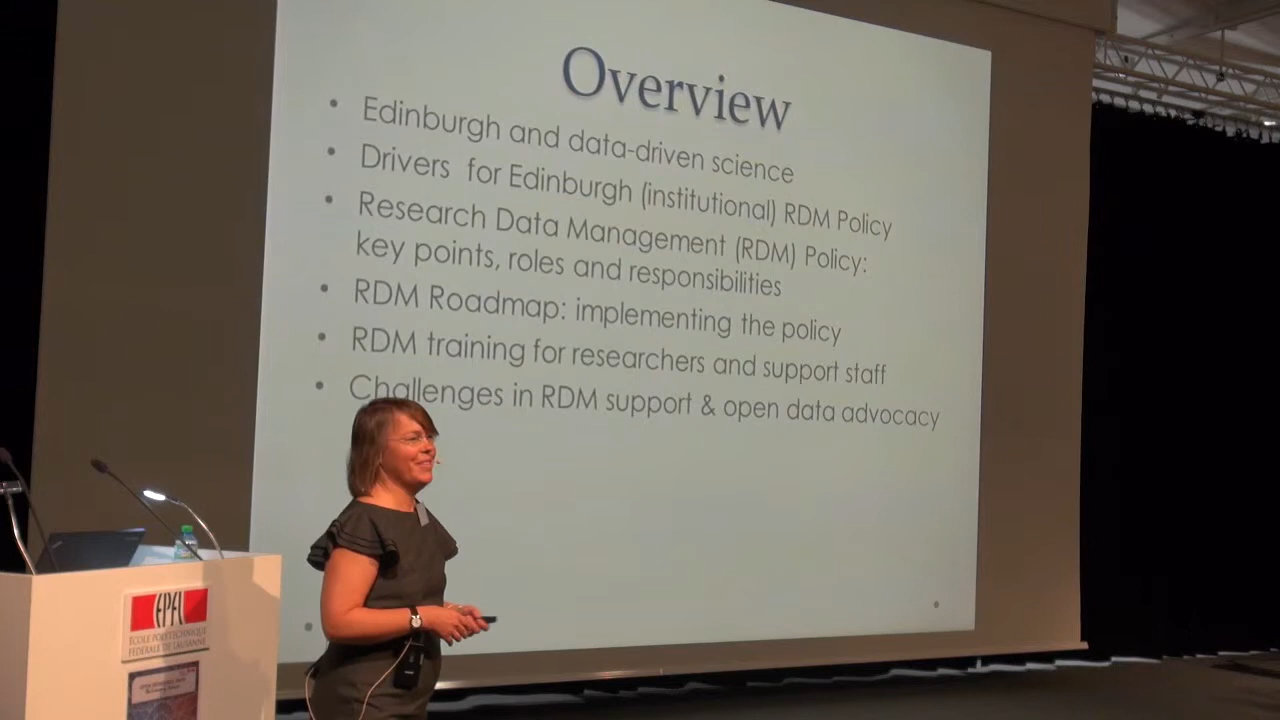 Overview
• Edinburgh and data-driven science
• Drivers for Edinburgh (institutional) RDM Policy
• Research Data Management (RDM) Policy:
key points, roles and responsibilities
• RDM Roadmap: implementing the policy
• RDM training for researchers and support staff
• Challenges in RDM support & open data advocacy
EPFL
ÉCOLE POLYTECHNIQUE
FÉDÉRALE DE LAUSANNE